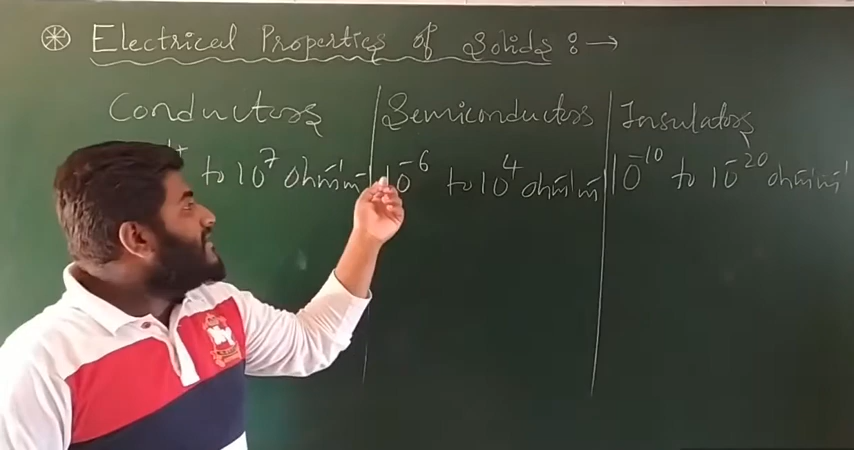 Electrical Properties of Solids :→
Conductors Semiconductors Insulators
to 10⁷ ohm⁻¹m⁻¹ 10⁻⁶ to 10⁴ ohm⁻¹m⁻¹ 10⁻¹⁰ to 10⁻²⁰ ohm⁻¹m⁻¹